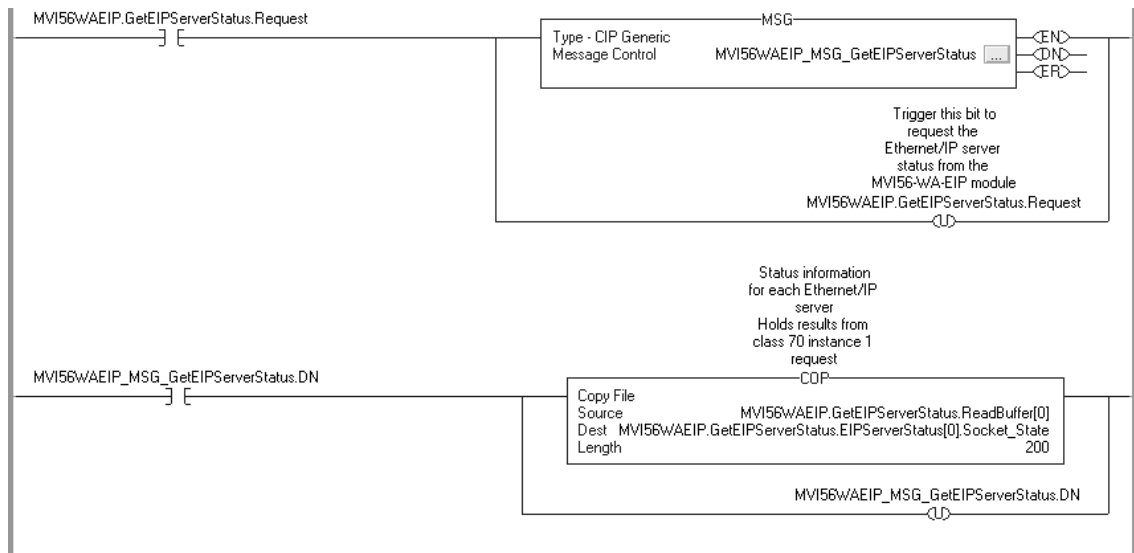 MVI56WAEIP.GetEIPServerStatus.Request
MSG
Type - CIP Generic
Message Control MVI56WAEIP_MSG_GetEIPServerStatus ...
EN
DN
ER
Trigger this bit to
request the
Ethernet/IP server
status from the
MVI56-WA-EIP module
MVI56WAEIP.GetEIPServerStatus.Request
U
Status information
for each Ethernet/IP
server
Holds results from
class 70 instance 1
request
MVI56WAEIP_MSG_GetEIPServerStatus.DN
COP
Copy File
Source MVI56WAEIP.GetEIPServerStatus.ReadBuffer[0]
Dest MVI56WAEIP.GetEIPServerStatus.EIPServerStatus[0].Socket_State
Length 200
MVI56WAEIP_MSG_GetEIPServerStatus.DN
U